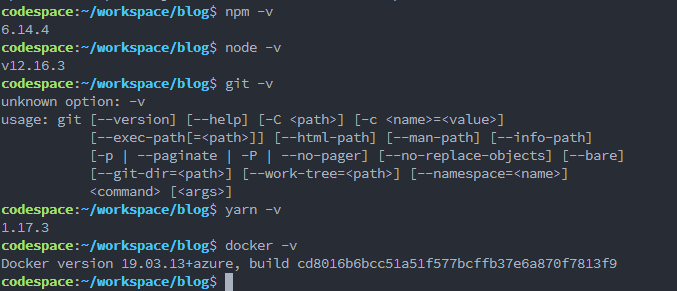 codespace:~/workspace/blog$ npm -v
6.14.4
codespace:~/workspace/blog$ node -v
v12.16.3
codespace:~/workspace/blog$ git -v
unknown option: -v
usage: git [--version] [--help] [-C <path>] [-c <name>=<value>]
           [--exec-path[=<path>]] [--html-path] [--man-path] [--info-path]
           [-p | --paginate | -P | --no-pager] [--no-replace-objects] [--bare]
           [--git-dir=<path>] [--work-tree=<path>] [--namespace=<name>]
           <command> [<args>]
codespace:~/workspace/blog$ yarn -v
1.17.3
codespace:~/workspace/blog$ docker -v
Docker version 19.03.13+azure, build cd8016b6bcc51a51f577bcffb37e6a870f7813f9
codespace:~/workspace/blog$